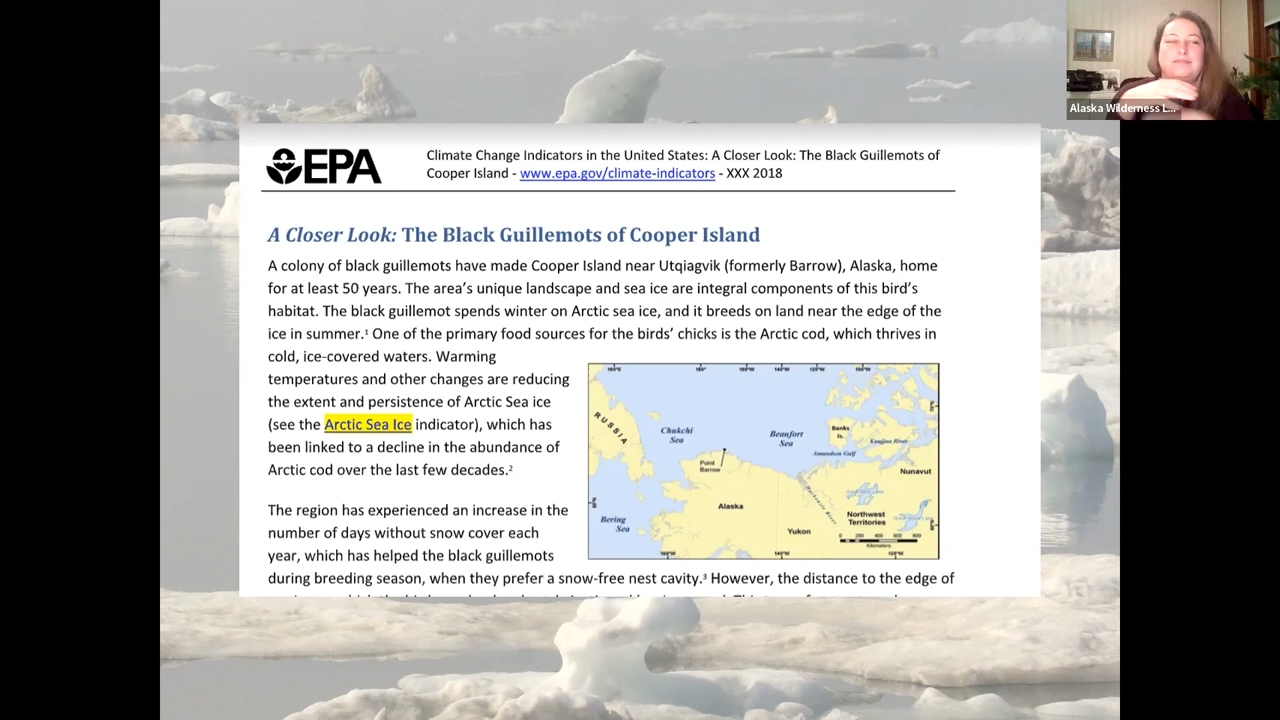 Alaska Wilderness L...
EPA
Climate Change Indicators in the United States: A Closer Look: The Black Guillemots of
Cooper Island - www.epa.gov/climate-indicators - XXX 2018
A Closer Look: The Black Guillemots of Cooper Island
A colony of black guillemots have made Cooper Island near Utqiagvik (formerly Barrow), Alaska, home
for at least 50 years. The area's unique landscape and sea ice are integral components of this bird's
habitat. The black guillemot spends winter on Arctic sea ice, and it breeds on land near the edge of the
ice in summer.¹ One of the primary food sources for the birds' chicks is the Arctic cod, which thrives in
cold, ice-covered waters. Warming
temperatures and other changes are reducing
the extent and persistence of Arctic Sea ice
(see the Arctic Sea Ice indicator), which has
been linked to a decline in the abundance of
Arctic cod over the last few decades.²
The region has experienced an increase in the
number of days without snow cover each
year, which has helped the black guillemots
during breeding season, when they prefer a snow-free nest cavity.³ However, the distance to the edge of
RUSSIA
Chukchi
Sea
Beaufort
Sea
Banks
Is.
Amundsen Gulf
Point
Barrow
Nunavut
Alaska
Mackenzie River
Northwest
Territories
Bering
Sea
Yukon
0 200 400 600 800
Kilometers